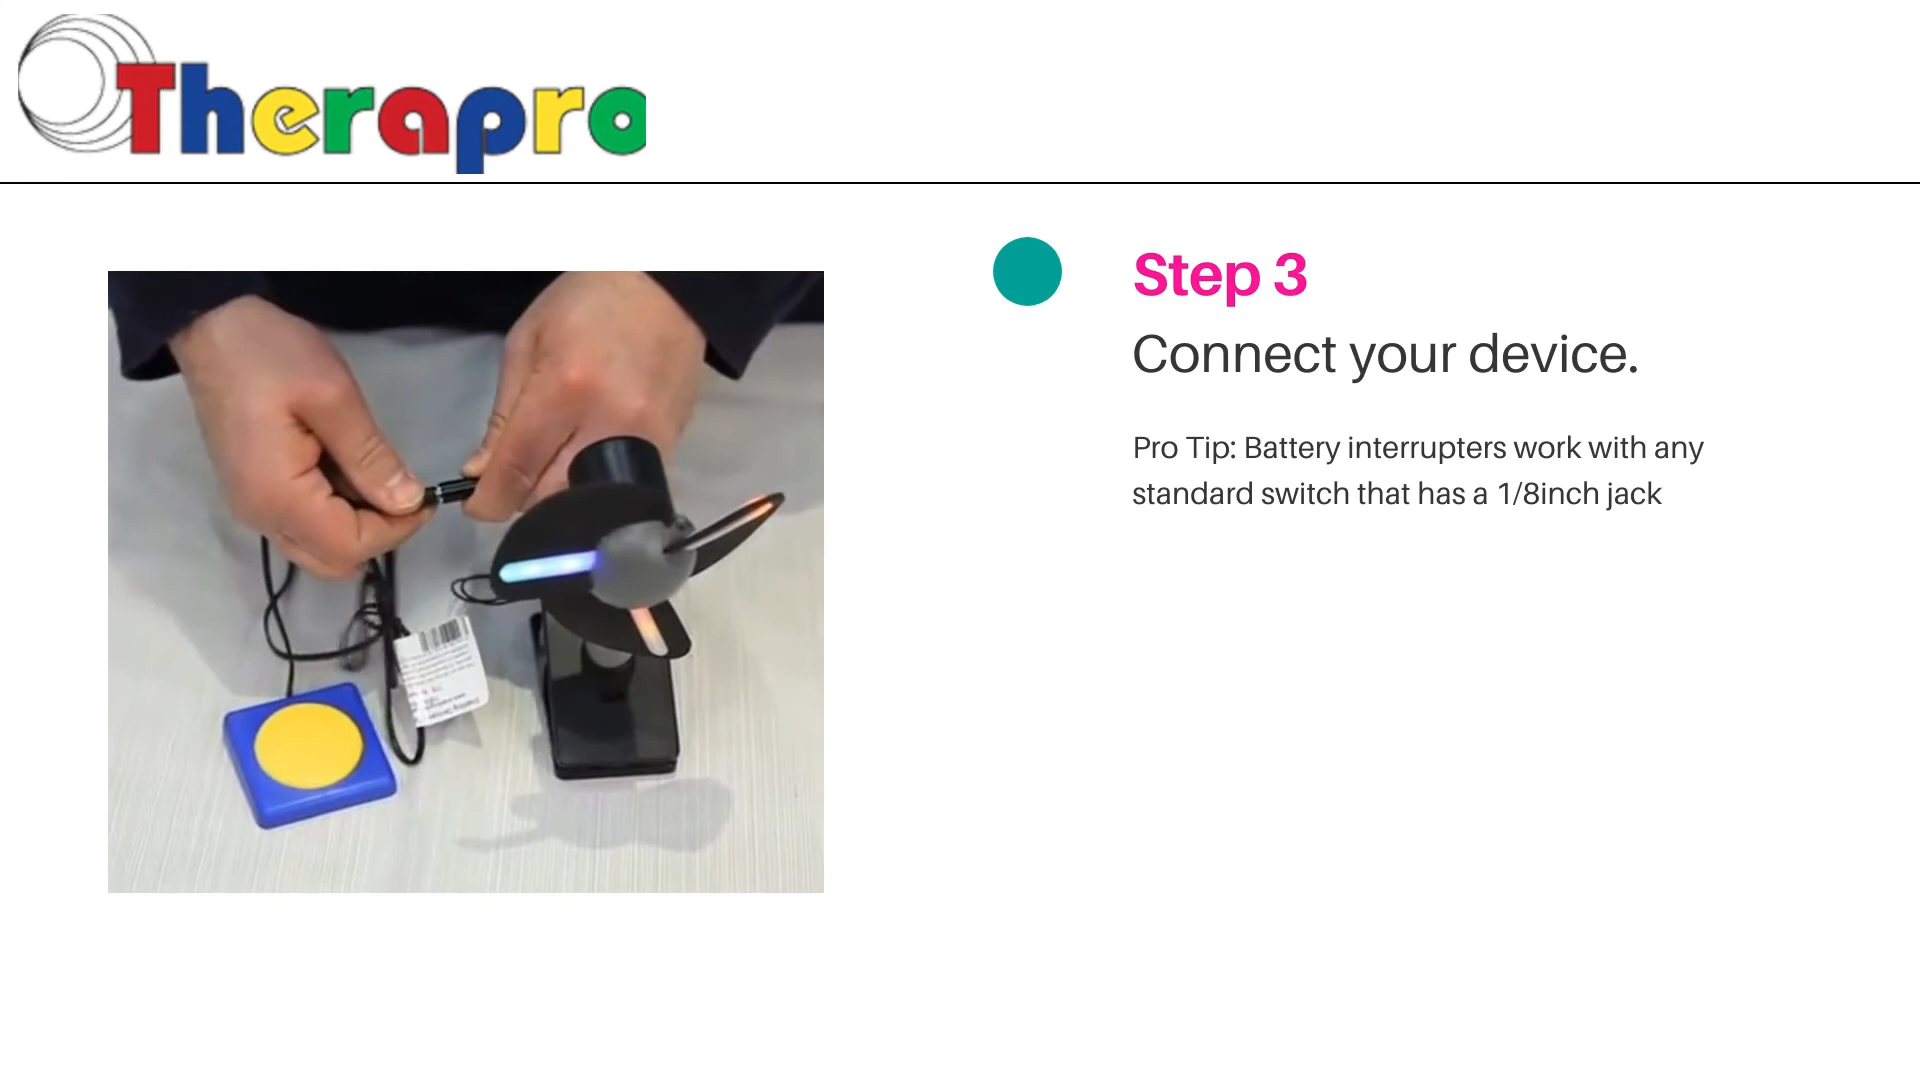 Therapro
Step 3
Connect your device.
Pro Tip: Battery interrupters work with any
standard switch that has a 1/8inch jack